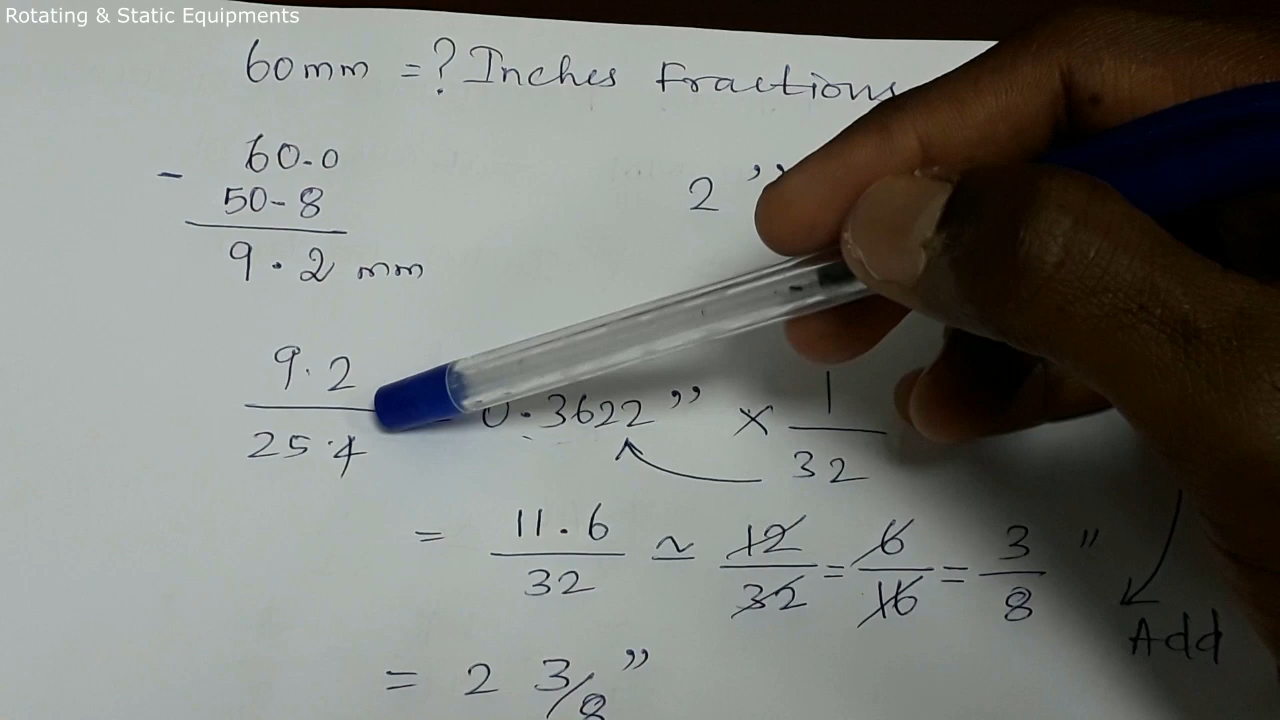 Rotating & Static Equipments
60mm = ? Inches Fractions
- 60.0
50-8
2 ”
9.2 mm
9.2
25.4
0.3622” × 1
32
= 11.6 ≃ 12 = 6 = 3 ”
32 32 16 8
Add
= 2 3/8”